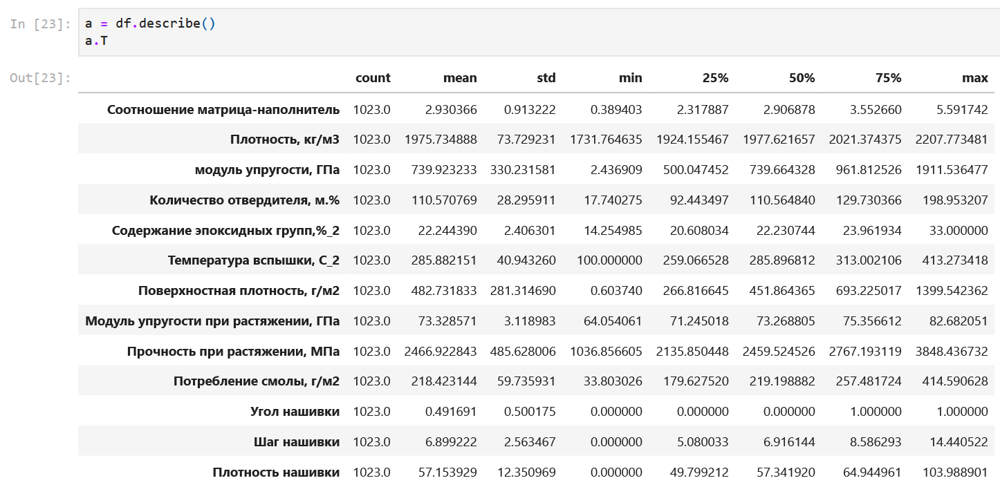 In [23]: a = df.describe()
a.T
Out[23]: count mean std min 25% 50% 75% max
Соотношение матрица-наполнитель 1023.0 2.930366 0.913222 0.389403 2.317887 2.906878 3.552660 5.591742
Плотность, кг/м3 1023.0 1975.734888 73.729231 1731.764635 1924.155467 1977.621657 2021.374375 2207.773481
модуль упругости, ГПа 1023.0 739.923233 330.231581 2.436909 500.047452 739.664328 961.812526 1911.536477
Количество отвердителя, м.% 1023.0 110.570769 28.295911 17.740275 92.443497 110.564840 129.730366 198.953207
Содержание эпоксидных групп,%_2 1023.0 22.244390 2.406301 14.254985 20.608034 22.230744 23.961934 33.000000
Температура вспышки, С_2 1023.0 285.882151 40.943260 100.000000 259.066528 285.896812 313.002106 413.273418
Поверхностная плотность, г/м2 1023.0 482.731833 281.314690 0.603740 266.816645 451.864365 693.225017 1399.542362
Модуль упругости при растяжении, ГПа 1023.0 73.328571 3.118983 64.054061 71.245018 73.268805 75.356612 82.682051
Прочность при растяжении, МПа 1023.0 2466.922843 485.628006 1036.856605 2135.850448 2459.524526 2767.193119 3848.436732
Потребление смолы, г/м2 1023.0 218.423144 59.735931 33.803026 179.627520 219.198882 257.481724 414.590628
Угол нашивки 1023.0 0.491691 0.500175 0.000000 0.000000 0.000000 1.000000 1.000000
Шаг нашивки 1023.0 6.899222 2.563467 0.000000 5.080033 6.916144 8.586293 14.440522
Плотность нашивки 1023.0 57.153929 12.350969 0.000000 49.799212 57.341920 64.944961 103.988901